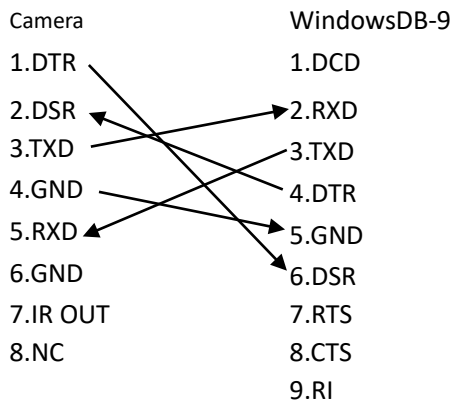 Camera
1.DTR
2.DSR
3.TXD
4.GND
5.RXD
6.GND
7.IR OUT
8.NC
WindowsDB-9
1.DCD
2.RXD
3.TXD
4.DTR
5.GND
6.DSR
7.RTS
8.CTS
9.RI